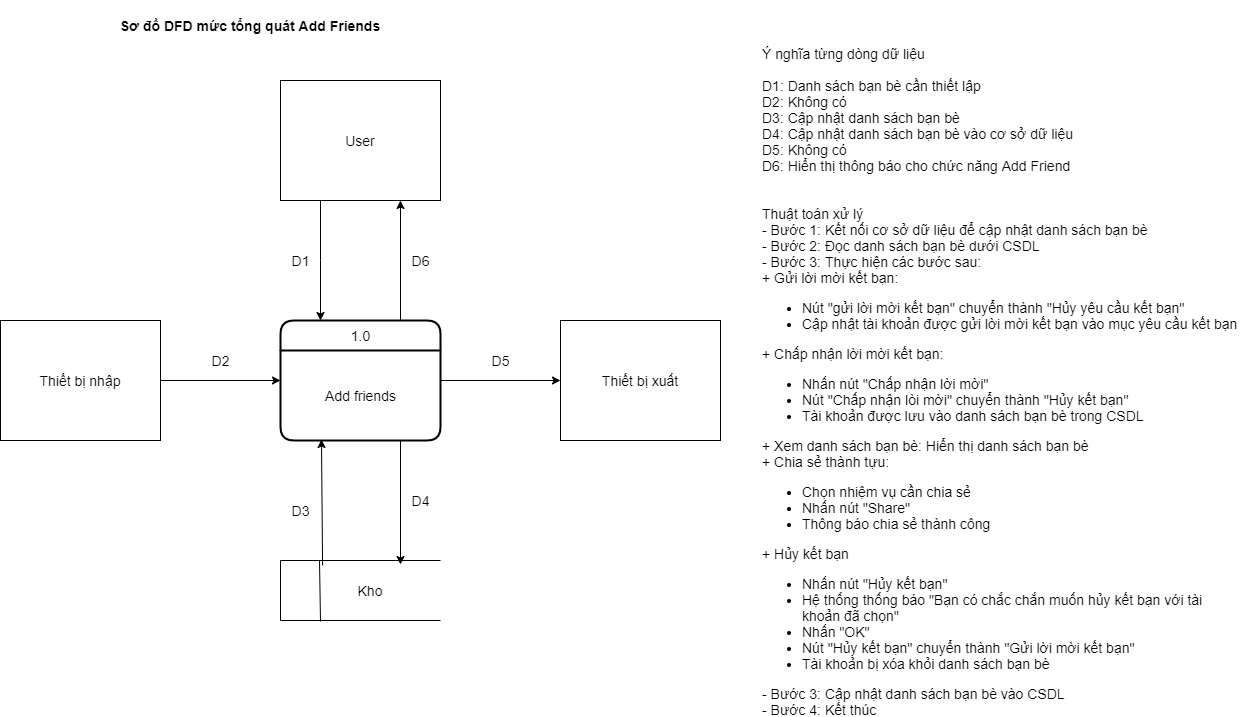 Sơ đồ DFD mức tổng quát Add Friends
User
D1
D6
1.0
Add friends
Thiết bị nhập
D2
D5
Thiết bị xuất
D3
D4
Kho
Ý nghĩa từng dòng dữ liệu
D1: Danh sách bạn bè cần thiết lập
D2: Không có
D3: Cập nhật danh sách bạn bè
D4: Cập nhật danh sách bạn bè vào cơ sở dữ liệu
D5: Không có
D6: Hiển thị thông báo cho chức năng Add Friend
Thuật toán xử lý
- Bước 1: Kết nối cơ sở dữ liệu để cập nhật danh sách bạn bè
- Bước 2: Đọc danh sách bạn bè dưới CSDL
- Bước 3: Thực hiện các bước sau:
+ Gửi lời mời kết bạn:
• Nút "gửi lời mời kết bạn" chuyển thành "Hủy yêu cầu kết bạn"
• Cập nhật tài khoản được gửi lời mời kết bạn vào mục yêu cầu kết bạn
+ Chấp nhận lời mời kết bạn:
• Nhấn nút "Chấp nhận lời mời"
• Nút "Chấp nhận lòi mời" chuyển thành "Hủy kết bạn"
• Tài khoản được lưu vào danh sách bạn bè trong CSDL
+ Xem danh sách bạn bè: Hiển thị danh sách bạn bè
+ Chia sẻ thành tựu:
• Chọn nhiệm vụ cần chia sẻ
• Nhấn nút "Share"
• Thông báo chia sẻ thành công
+ Hủy kết bạn
• Nhấn nút "Hủy kết bạn"
• Hệ thống thống báo "Bạn có chắc chắn muốn hủy kết bạn với tài
khoản đã chọn"
• Nhấn "OK"
• Nút "Hủy kết bạn" chuyển thành "Gửi lời mời kết bạn"
• Tài khoản bị xóa khỏi danh sách bạn bè
- Bước 3: Cập nhật danh sách bạn bè vào CSDL
- Bước 4: Kết thúc